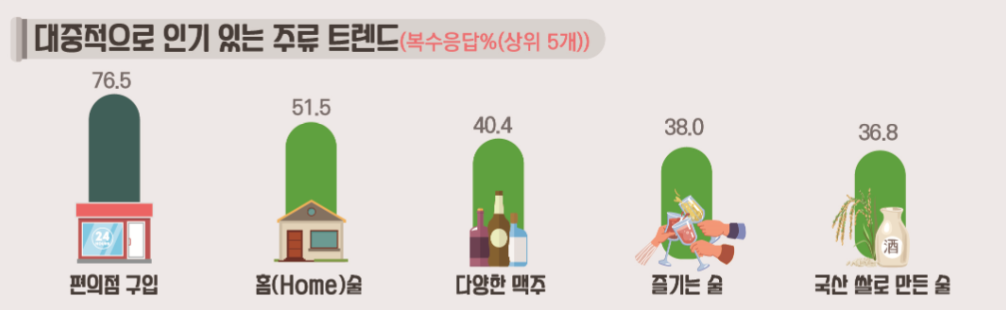 대중적으로 인기 있는 주류 트렌드(복수응답%(상위 5개))
76.5
51.5
40.4
38.0
36.8
24
酒
편의점 구입
홈(Home)술
다양한 맥주
즐기는 술
국산 쌀로 만든 술